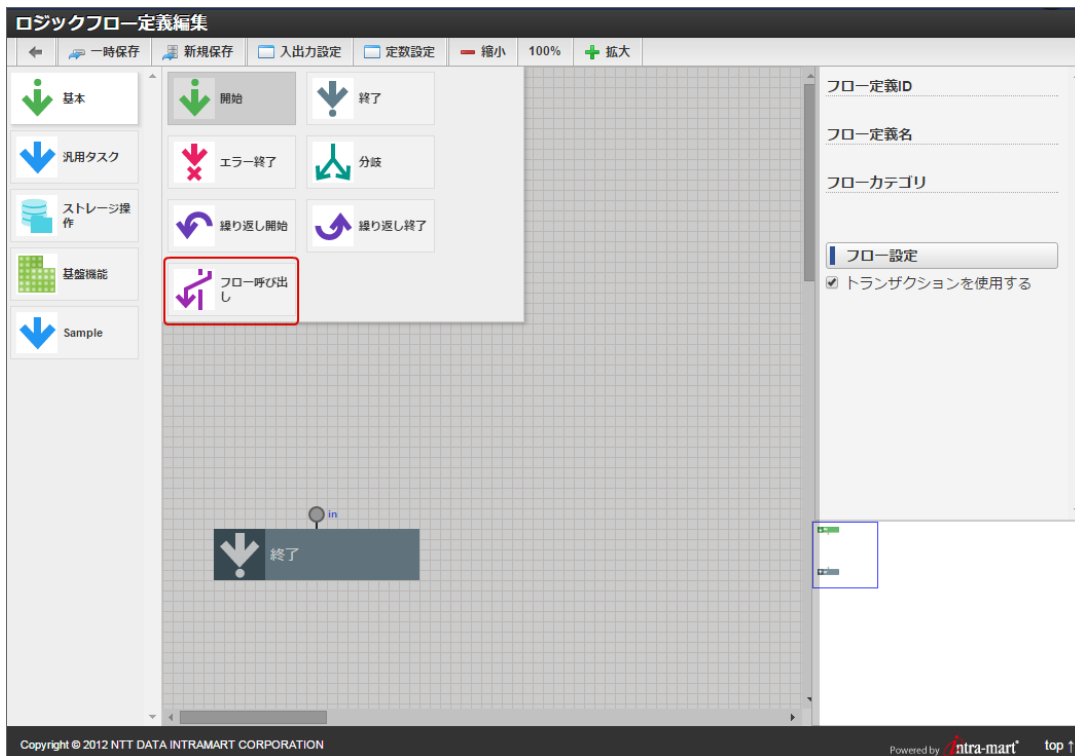 ロジックフロー定義編集
一時保存 新規保存 入出力設定 定数設定 縮小 100% 拡大
基本
汎用タスク
ストレージ操
作
基盤機能
Sample
開始 終了
エラー終了 分岐
繰り返し開始 繰り返し終了
フロー呼び出
し
in
終了
フロー定義ID
フロー定義名
フローカテゴリ
フロー設定
トランザクションを使用する
Copyright © 2012 NTT DATA INTRAMART CORPORATION
Powered by intra-mart top ↑